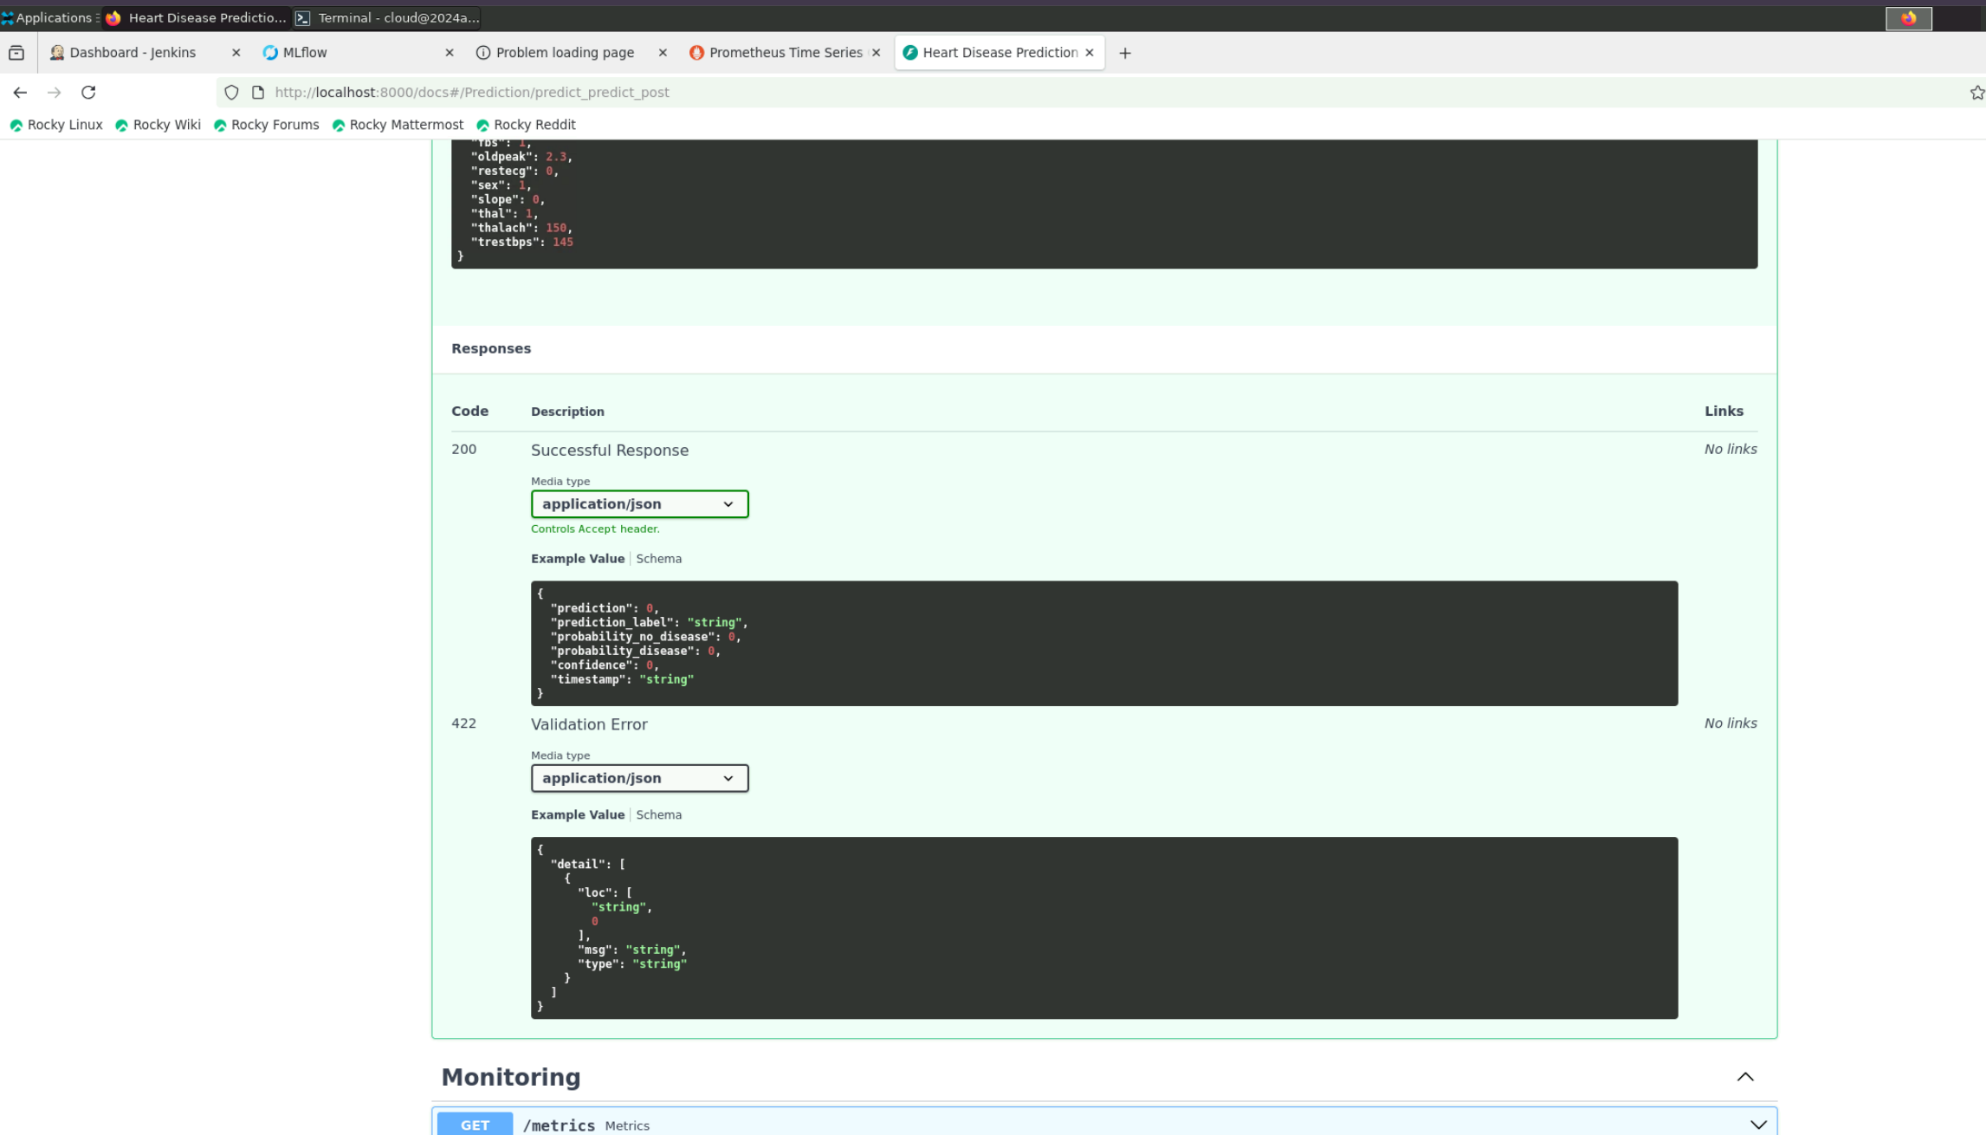 Applications
Heart Disease Predictio...
Terminal - cloud@2024a...
Dashboard - Jenkins
MLflow
Problem loading page
Prometheus Time Series
Heart Disease Prediction
http://localhost:8000/docs#/Prediction/predict_predict_post
Rocky Linux
Rocky Wiki
Rocky Forums
Rocky Mattermost
Rocky Reddit
"fbs": 1,
"oldpeak": 2.3,
"restecg": 0,
"sex": 1,
"slope": 0,
"thal": 1,
"thalach": 150,
"trestbps": 145
}
Responses
Code Description Links
200 Successful Response No links
Media type
application/json
Controls Accept header.
Example Value Schema
{
"prediction": 0,
"prediction_label": "string",
"probability_no_disease": 0,
"probability_disease": 0,
"confidence": 0,
"timestamp": "string"
}
422 Validation Error No links
Media type
application/json
Example Value Schema
{
"detail": [
{
"loc": [
"string",
0
],
"msg": "string",
"type": "string"
}
]
}
Monitoring
GET /metrics Metrics